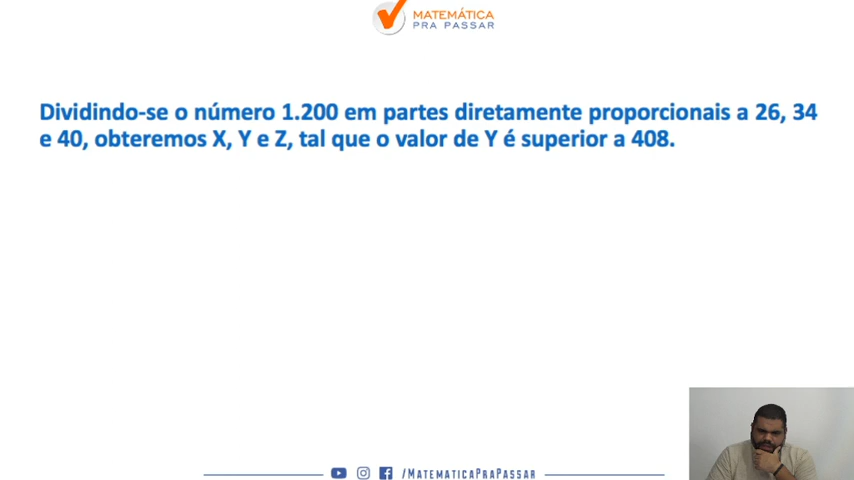 MATEMÁTICA
PRA PASSAR
Dividindo-se o número 1.200 em partes diretamente proporcionais a 26, 34
e 40, obteremos X, Y e Z, tal que o valor de Y é superior a 408.
/MATEMATICAPRAPASSAR